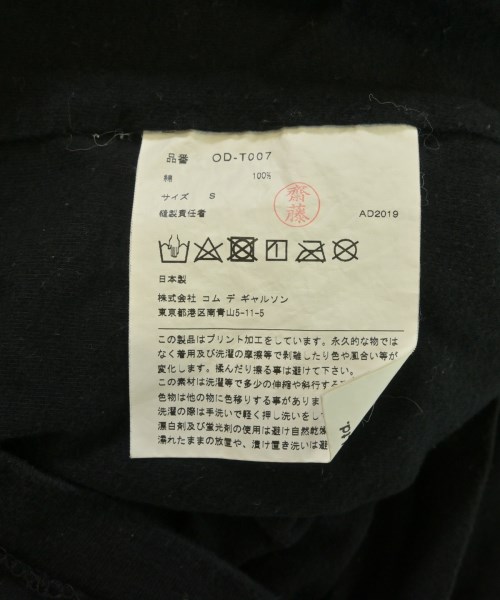 品番 OD-T007
綿 100%
サイズ S
縫製責任者
齋藤
AD2019
日本製
株式会社 コム デ ギャルソン
東京都港区南青山5-11-5
この製品はプリント加工をしています。永久的な物では
なく着用及び洗濯の摩擦等で剥離したり色や風合い等が
変化します。揉んだり擦る事は避けて下さい。
この素材は洗濯等で多少の伸縮や斜行する
色物は他の物に色移りする事がありま
洗濯の際は手洗いで軽く押し洗いをし
漂白剤及び蛍光剤の使用は避け自然乾燥
濡れたままの放置や、漬け置き洗いは避